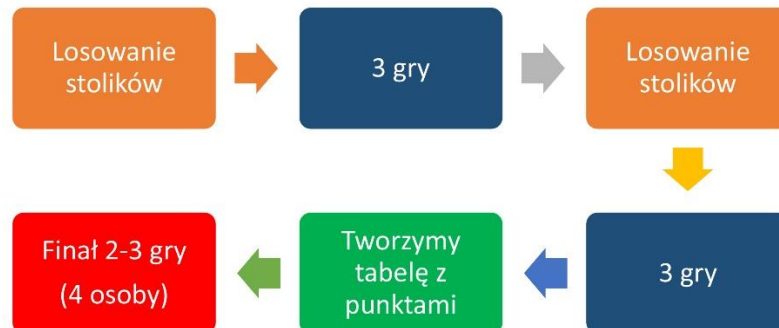 Losowanie
stolików
3 gry
Losowanie
stolików
3 gry
Tworzymy
tabelę z
punktami
Finał 2-3 gry
(4 osoby)